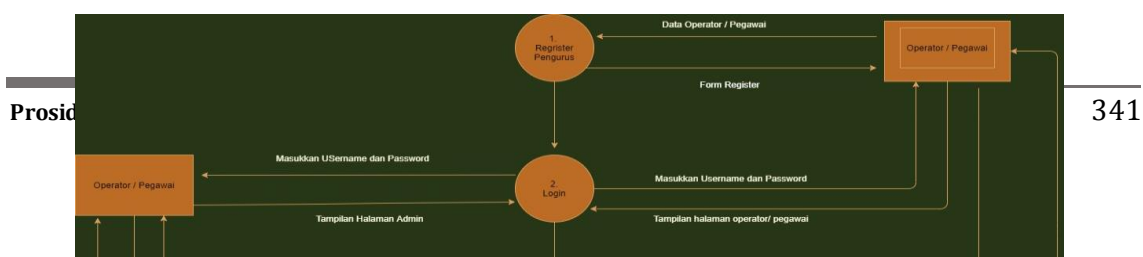 Data Operator / Pegawai
1.
Regrister
Pengurus
Operator / Pegawai
Form Register
Prosid
341
Masukkan USername dan Password
Operator / Pegawai
2.
Login
Masukkan Username dan Password
Tampilan Halaman Admin
Tampilan halaman operator/ pegawai